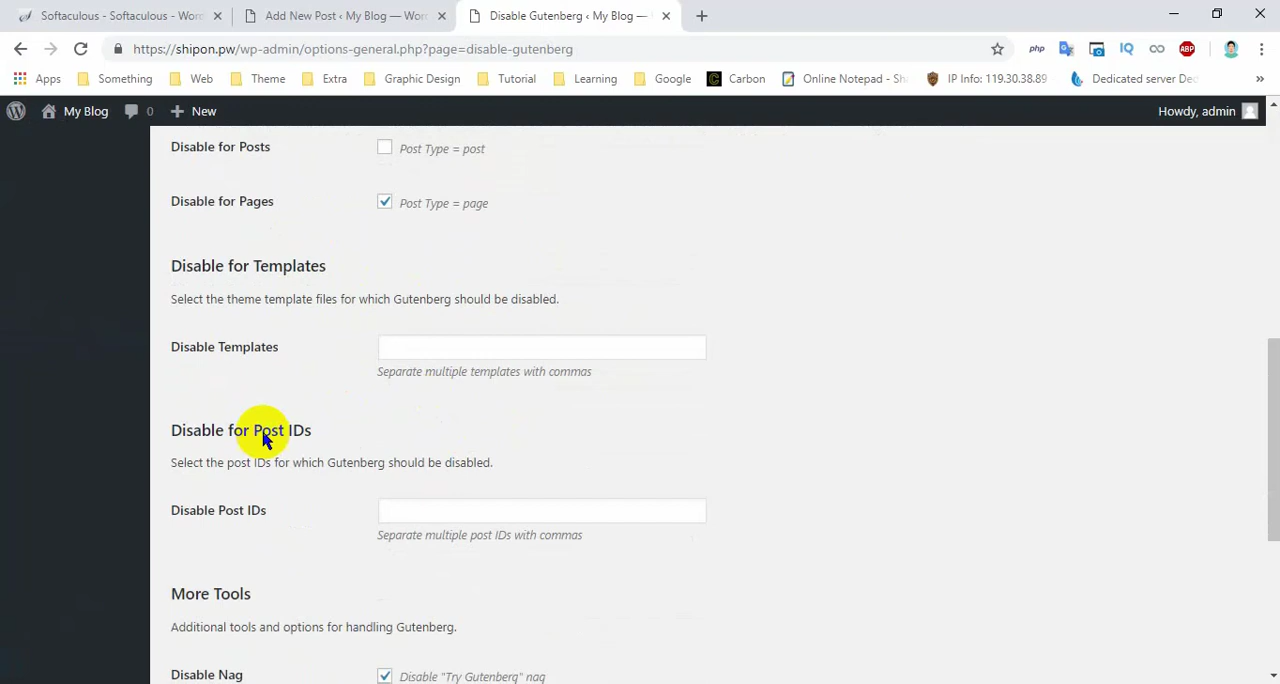 Softaculous - Softaculous - Wor
Add New Post ‹ My Blog — Wor
Disable Gutenberg ‹ My Blog —
https://shipon.pw/wp-admin/options-general.php?page=disable-gutenberg
php
IQ
ABP
Apps
Something
Web
Theme
Extra
Graphic Design
Tutorial
Learning
Google
Carbon
Online Notepad - Sh
IP Info: 119.30.38.89
Dedicated server De
»
My Blog
0
New
Howdy, admin
Disable for Posts
Post Type = post
Disable for Pages
Post Type = page
Disable for Templates
Select the theme template files for which Gutenberg should be disabled.
Disable Templates
Separate multiple templates with commas
Disable for Post IDs
Select the post IDs for which Gutenberg should be disabled.
Disable Post IDs
Separate multiple post IDs with commas
More Tools
Additional tools and options for handling Gutenberg.
Disable Nag
Disable "Try Gutenberg" nag